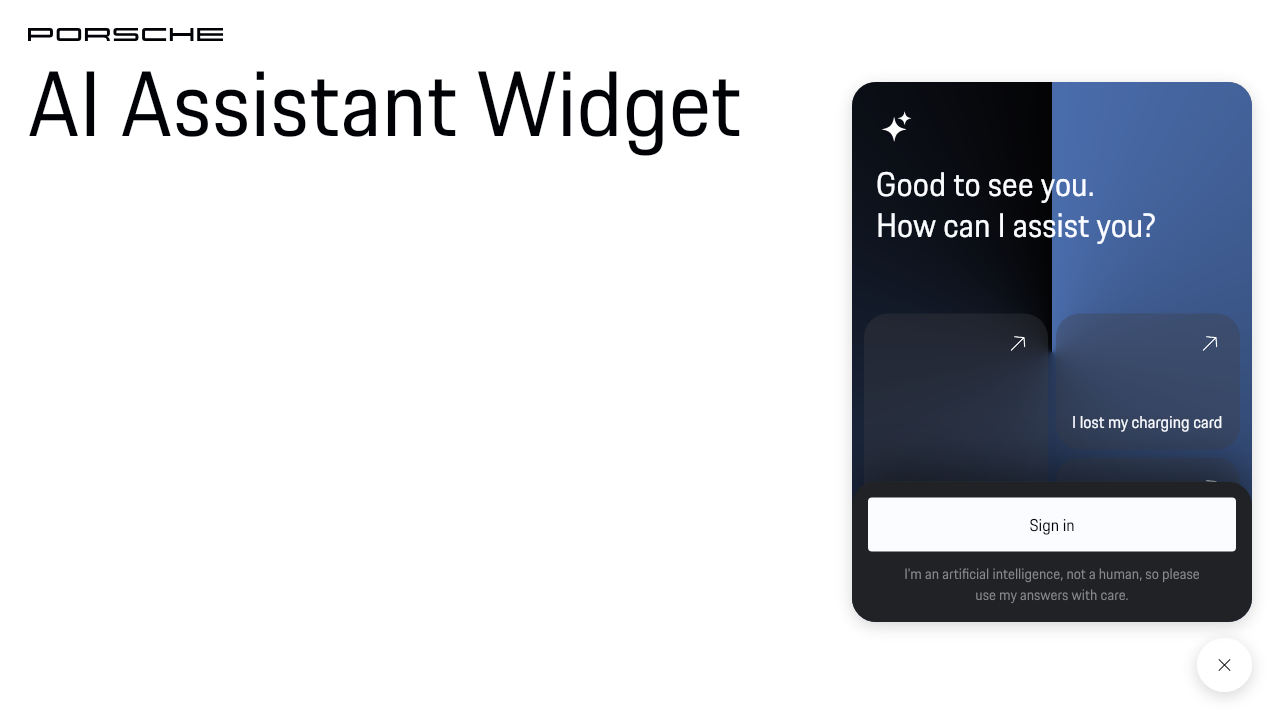 PORSCHE
AI Assistant Widget
Good to see you.
How can I assist you?
I lost my charging card
Sign in
I'm an artificial intelligence, not a human, so please
use my answers with care.